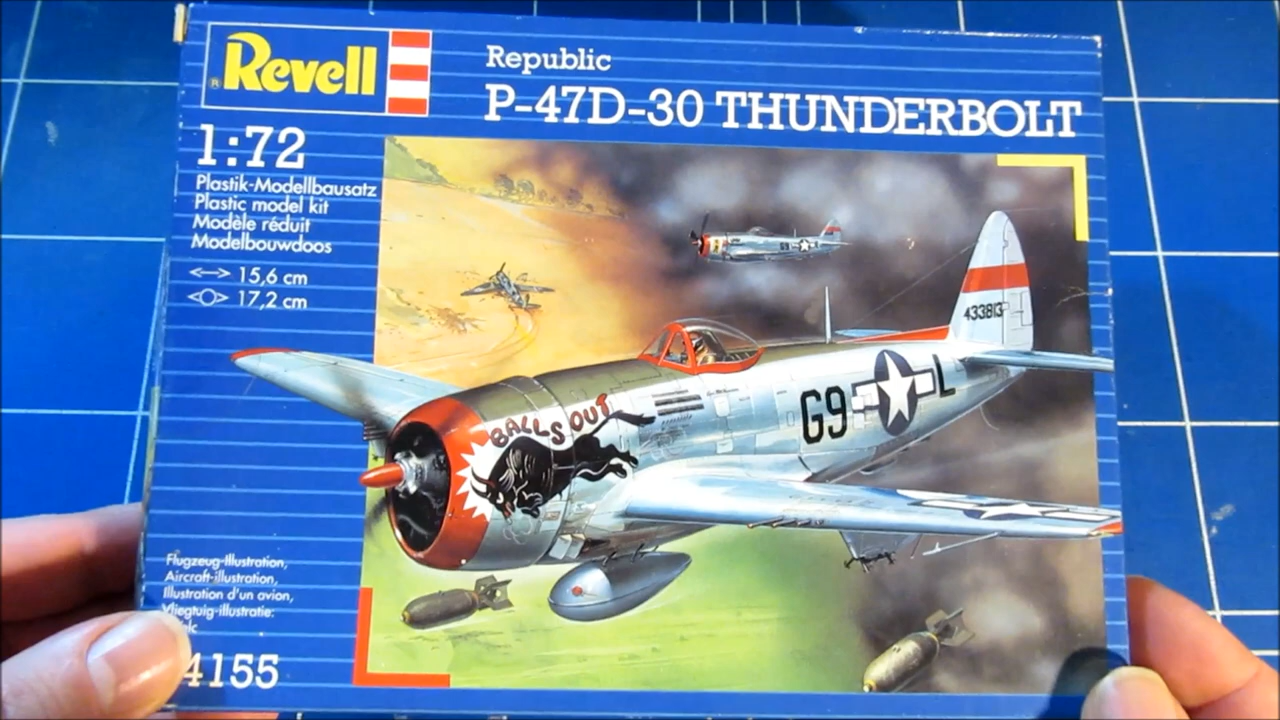 Revell
®
Republic
P-47D-30 THUNDERBOLT
1:72
Plastik-Modellbausatz
Plastic model kit
Modèle réduit
Modelbouwdoos
15,6 cm
17,2 cm
433813
BALLS OUT
G9 L
G9
Flugzeug-Illustration,
Aircraft-illustration,
Illustration d'un avion,
Vliegtuig-illustratie:
4155